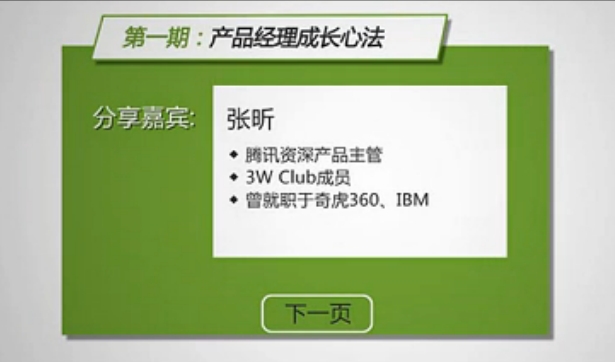 第一期：产品经理成长心法
分享嘉宾:
张昕
◆ 腾讯资深产品主管
◆ 3W Club成员
◆ 曾就职于奇虎360、IBM
下一页